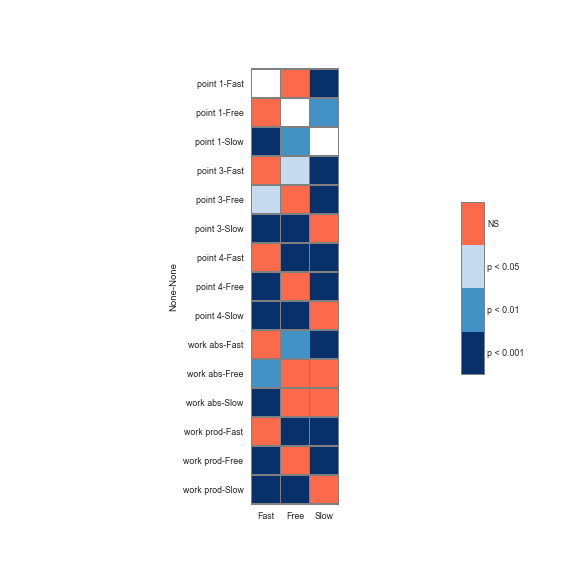 point 1-Fast
point 1-Free
point 1-Slow
point 3-Fast
point 3-Free
point 3-Slow
point 4-Fast
point 4-Free
point 4-Slow
work abs-Fast
work abs-Free
work abs-Slow
work prod-Fast
work prod-Free
work prod-Slow
None-None
Fast Free Slow
NS
p < 0.05
p < 0.01
p < 0.001